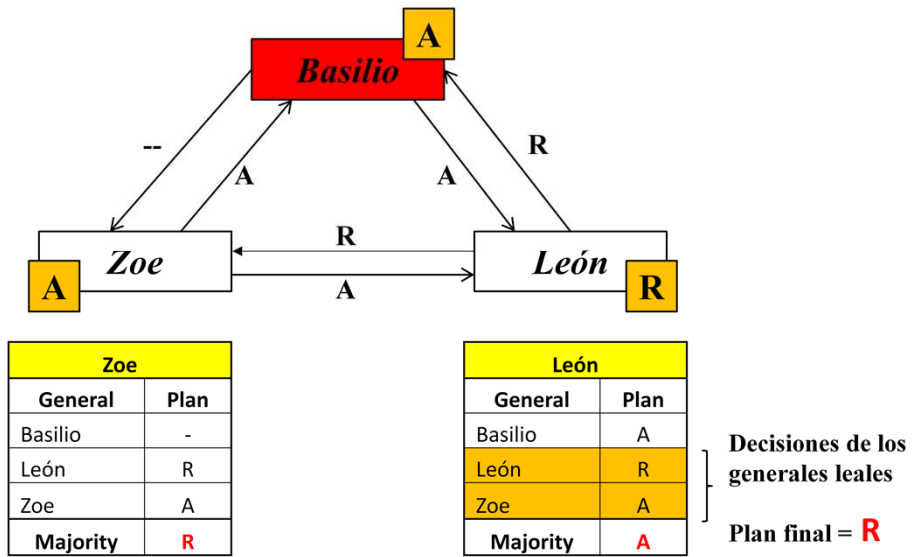 A
Basilio
--
A
A
R
Zoe
A
R
A
León
R
Zoe
General Plan
Basilio -
León R
Zoe A
Majority R
León
General Plan
Basilio A
León R
Zoe A
Majority A
Decisiones de los
generales leales
Plan final = R